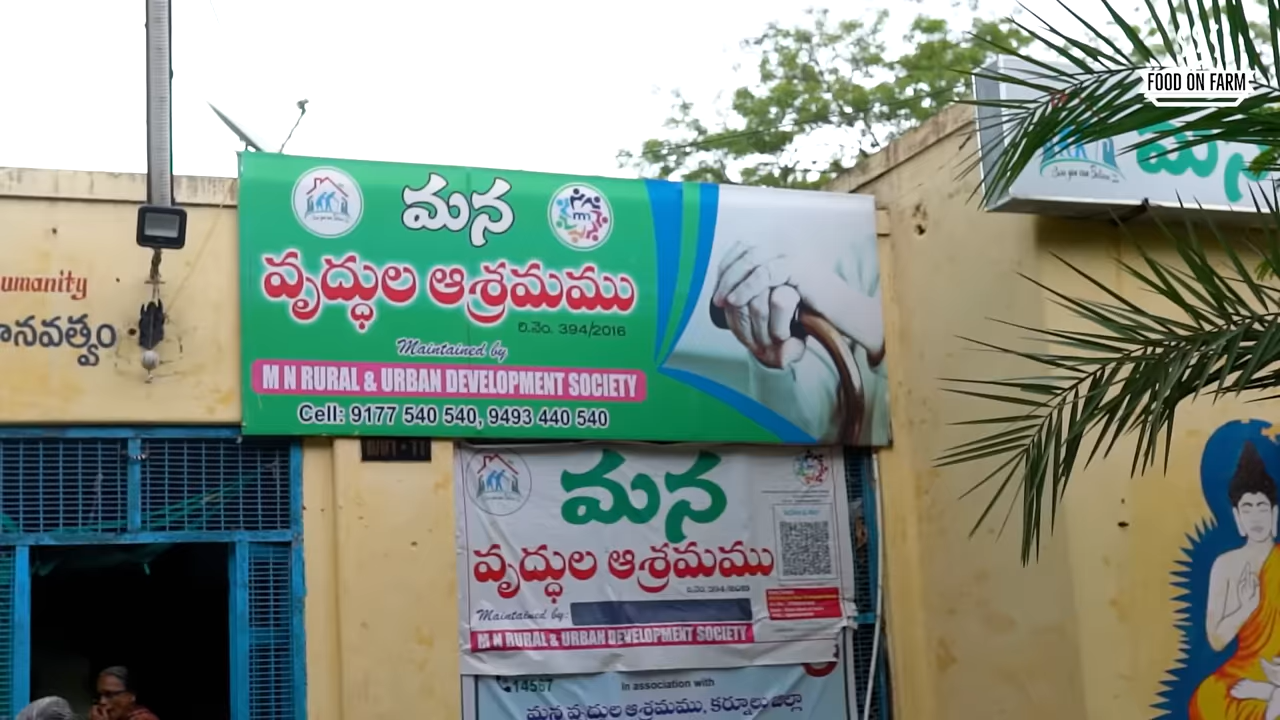 FOOD ON FARM
మన
వృద్ధుల ఆశ్రమము
రి.నెం. 394/2016
Maintained by
M N RURAL & URBAN DEVELOPMENT SOCIETY
Cell: 9177 540 540, 9493 440 540
umanity
ానవత్వం
మన
మన
వృద్ధుల ఆశ్రమము
Maintained by:
M N RURAL & URBAN DEVELOPMENT SOCIETY
14567
In association with
మన వృద్ధుల ఆశ్రమము, కర్నూలు జిల్లా